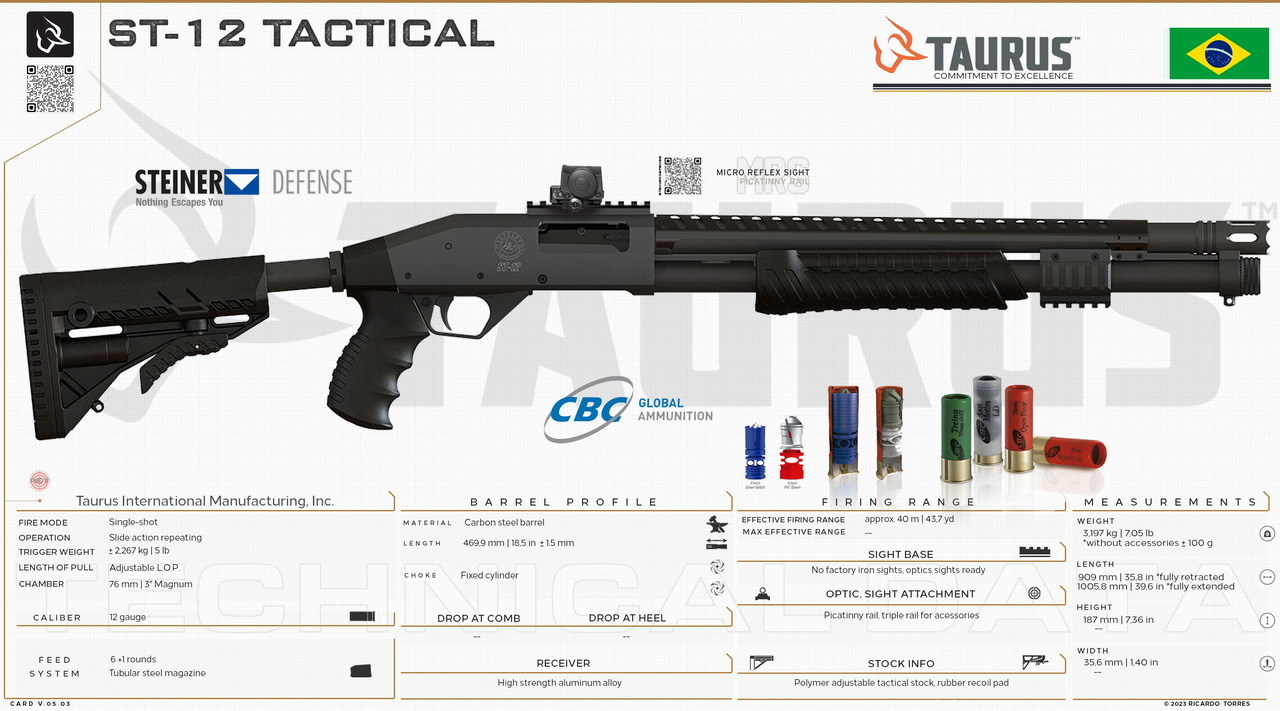 ST-12 TACTICAL
TAURUS™
COMMITMENT TO EXCELLENCE
STEINER DEFENSE
Nothing Escapes You
MRS
MICRO REFLEX SIGHT
PICATINNY RAIL
TAURUS™
ST-12
CBC GLOBAL
AMMUNITION
Taurus International Manufacturing, Inc.
FIRE MODE Single-shot
OPERATION Slide action repeating
TRIGGER WEIGHT ± 2,267 kg | 5 lb
LENGTH OF PULL Adjustable L.O.P.
CHAMBER 76 mm | 3" Magnum
CALIBER 12 gauge
FEED
SYSTEM
6 +1 rounds
Tubular steel magazine
BARREL PROFILE
MATERIAL Carbon steel barrel
LENGTH 469,9 mm | 18,5 in ± 1.5 mm
CHOKE Fixed cylinder
DROP AT COMB DROP AT HEEL
-- --
RECEIVER
High strength aluminum alloy
FIRING RANGE
EFFECTIVE FIRING RANGE approx. 40 m | 43,7 yd
MAX EFFECTIVE RANGE --
SIGHT BASE
No factory iron sights, optics sights ready
OPTIC, SIGHT ATTACHMENT
Picatinny rail, triple rail for acessories
STOCK INFO
Polymer adjustable tactical stock, rubber recoil pad
MEASUREMENTS
WEIGHT
3,197 kg | 7,05 lb
*without accessories ± 100 g
LENGTH
909 mm | 35,8 in *fully retracted
1005,8 mm | 39,6 in *fully extended
HEIGHT
187 mm | 7,36 in
--
WIDTH
35,6 mm | 1,40 in
--
TECHNICAL DATA
CARD V.05.03
© 2023 RICARDO TORRES